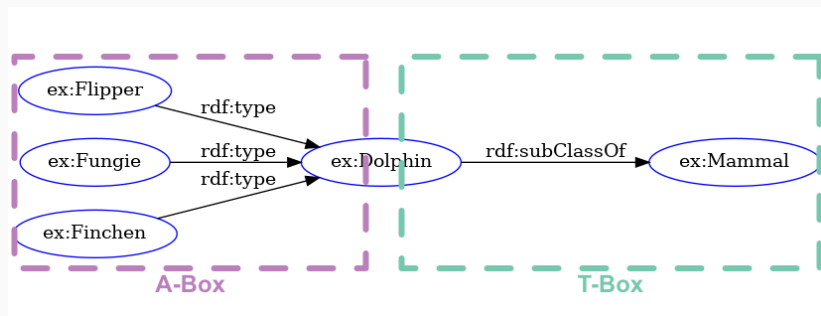 ex:Flipper
rdf:type
ex:Fungie
rdf:type
ex:Dolphin
rdf:subClassOf
ex:Mammal
rdf:type
ex:Finchen
A-Box
T-Box